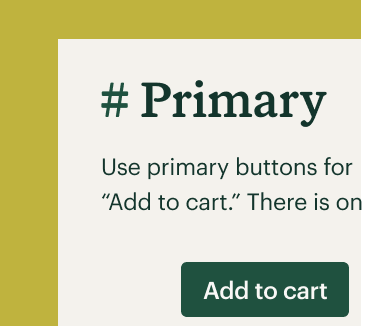 # Primary
Use primary buttons for
“Add to cart.” There is on
Add to cart